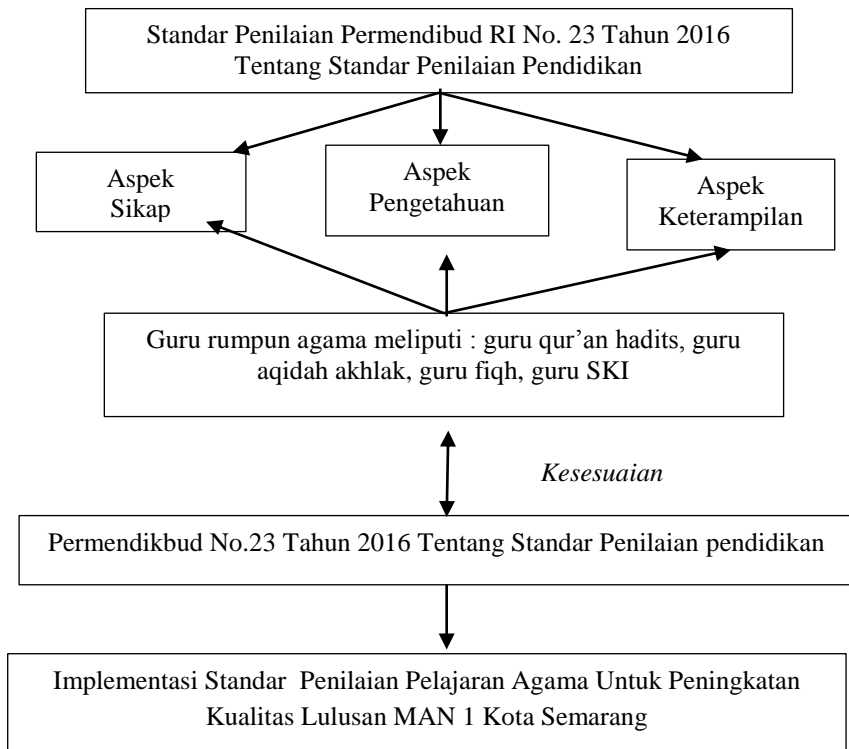 Standar Penilaian Permendibud RI No. 23 Tahun 2016
Tentang Standar Penilaian Pendidikan
Aspek
Sikap
Aspek
Pengetahuan
Aspek
Keterampilan
Guru rumpun agama meliputi : guru qur’an hadits, guru
aqidah akhlak, guru fiqh, guru SKI
Kesesuaian
Permendikbud No.23 Tahun 2016 Tentang Standar Penilaian pendidikan
Implementasi Standar Penilaian Pelajaran Agama Untuk Peningkatan
Kualitas Lulusan MAN 1 Kota Semarang